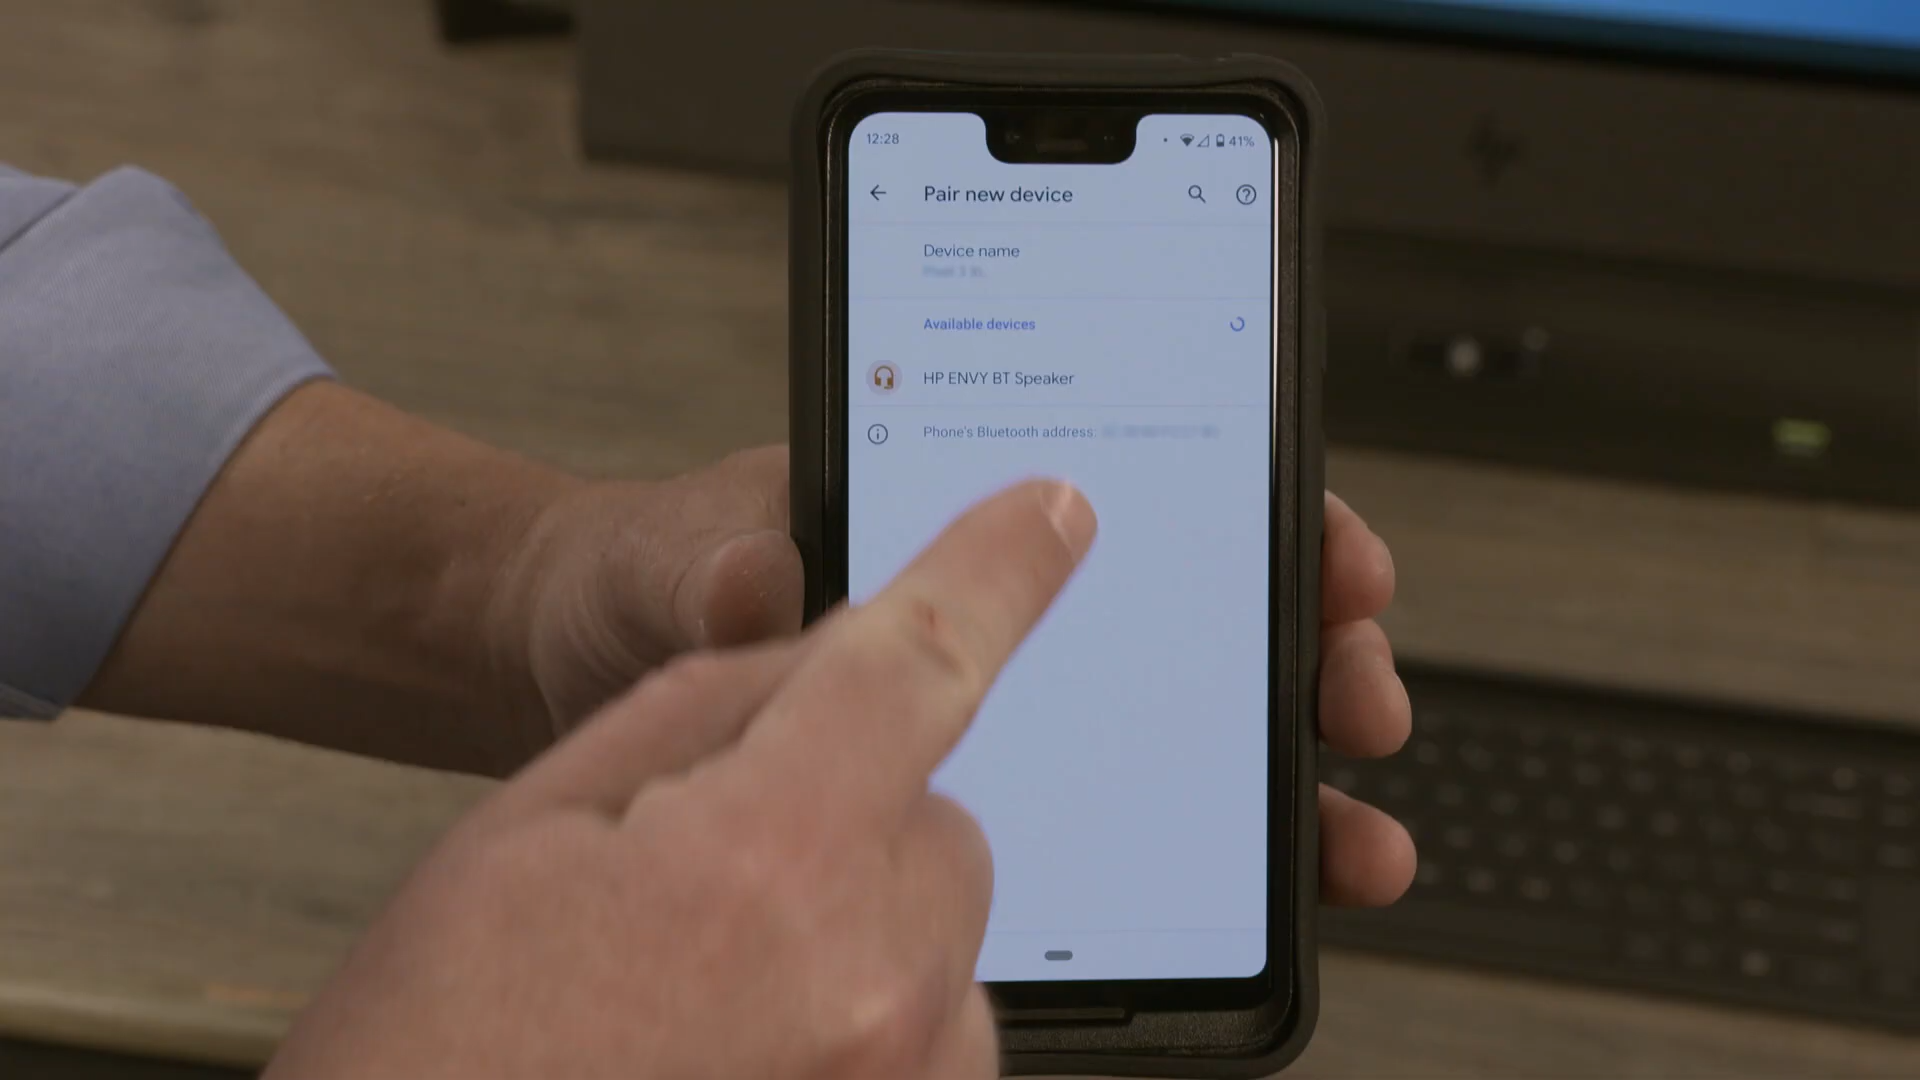 12:28
41%
Pair new device
Device name
Available devices
HP ENVY BT Speaker
Phone's Bluetooth address: